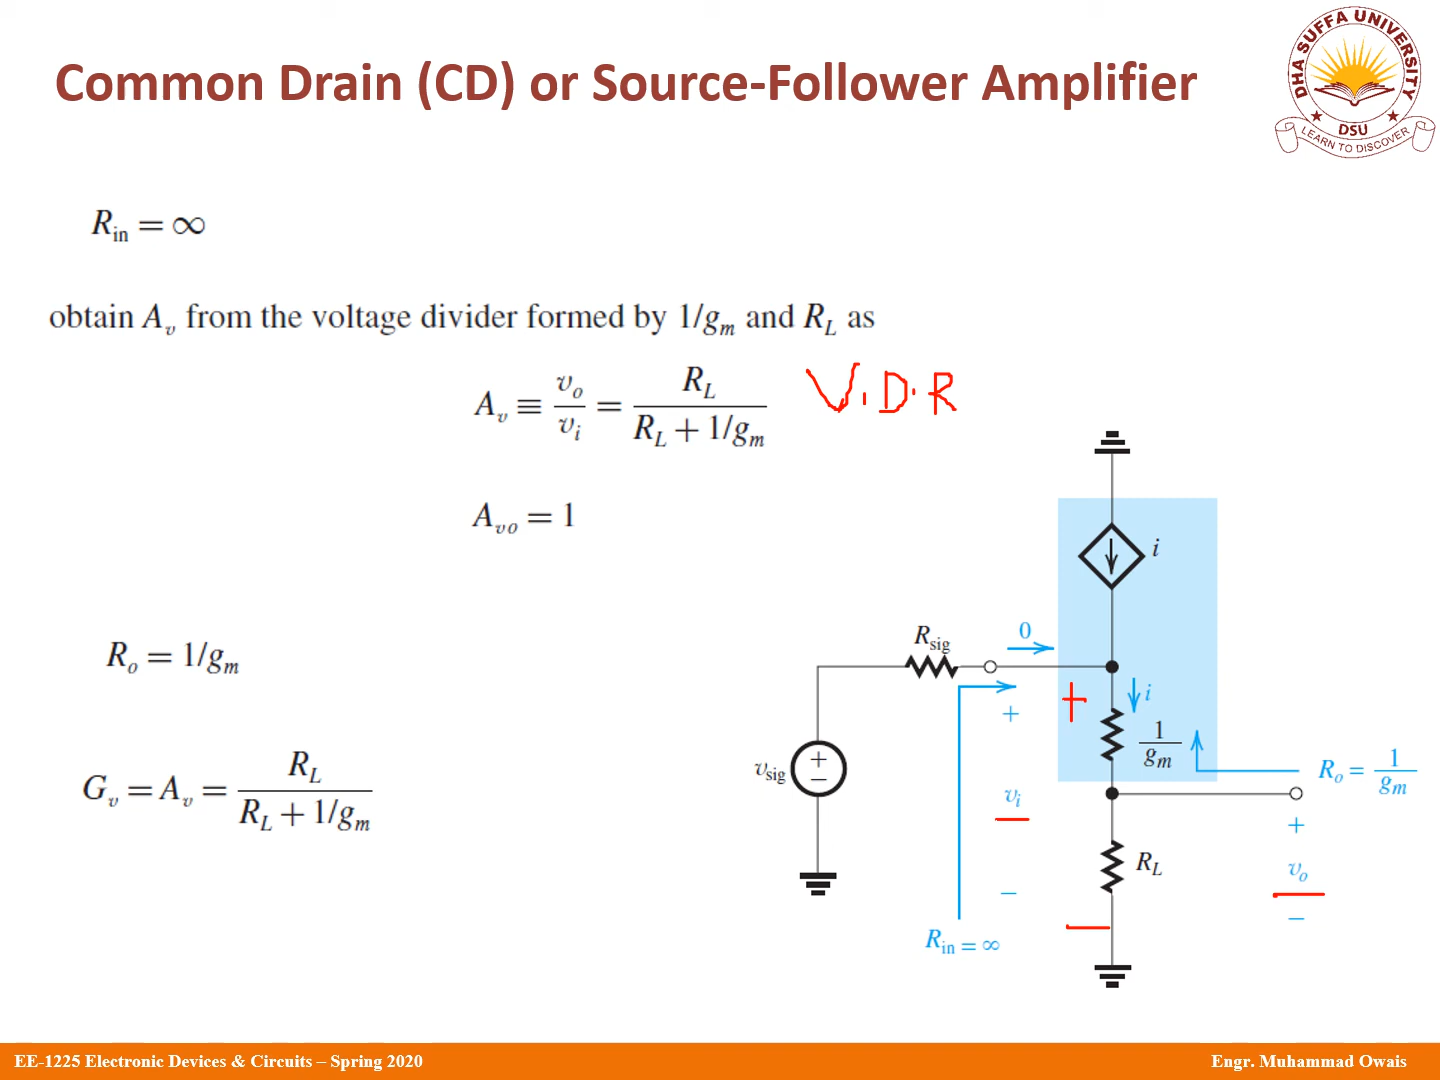 Common Drain (CD) or Source-Follower Amplifier
DHA SUFFA UNIVERSITY
DSU
LEARN TO DISCOVER
R_in = ∞
obtain A_v from the voltage divider formed by 1/g_m and R_L as
A_v ≡ v_o/v_i = R_L/(R_L + 1/g_m)
V.D.R
A_vo = 1
i
R_sig
0
R_o = 1/g_m
+
+
i
1/g_m
v_sig
+
−
R_o = 1/g_m
G_v = A_v = R_L/(R_L + 1/g_m)
v_i
+
R_L
v_o
−
−
−
R_in = ∞
EE-1225 Electronic Devices & Circuits – Spring 2020
Engr. Muhammad Owais